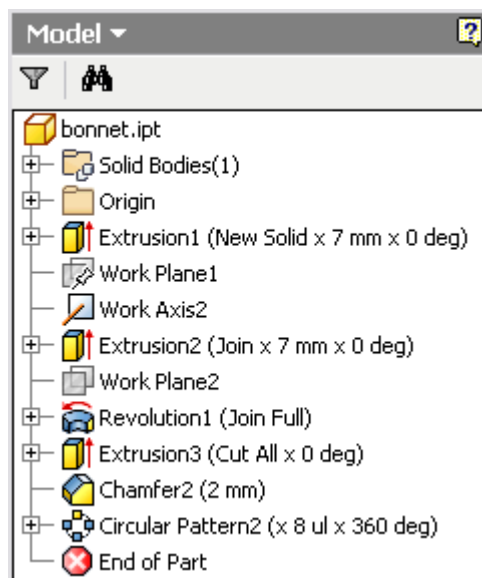 Model
?
bonnet.ipt
Solid Bodies(1)
Origin
Extrusion1 (New Solid x 7 mm x 0 deg)
Work Plane1
Work Axis2
Extrusion2 (Join x 7 mm x 0 deg)
Work Plane2
Revolution1 (Join Full)
Extrusion3 (Cut All x 0 deg)
Chamfer2 (2 mm)
Circular Pattern2 (x 8 ul x 360 deg)
End of Part